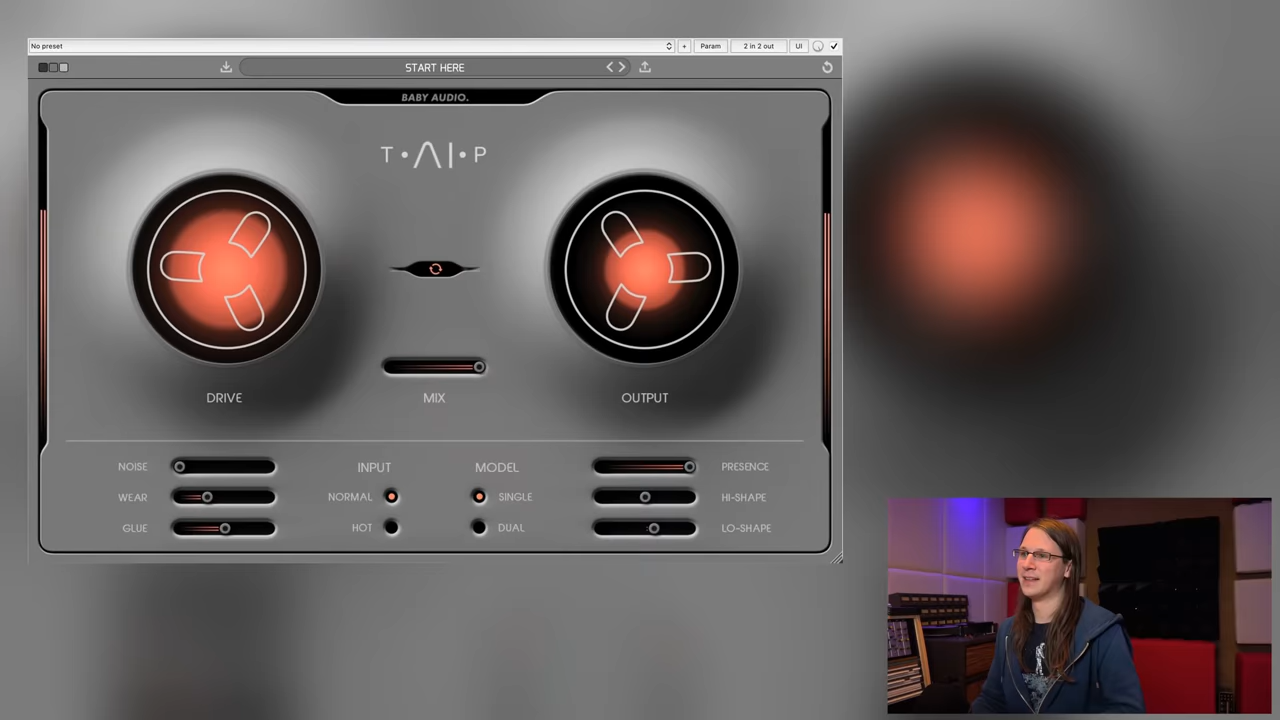 No preset
+
Param
2 in 2 out
UI
START HERE
BABY AUDIO.
T•AI•P
DRIVE
MIX
OUTPUT
NOISE
WEAR
GLUE
INPUT
NORMAL
HOT
MODEL
SINGLE
DUAL
PRESENCE
HI-SHAPE
LO-SHAPE